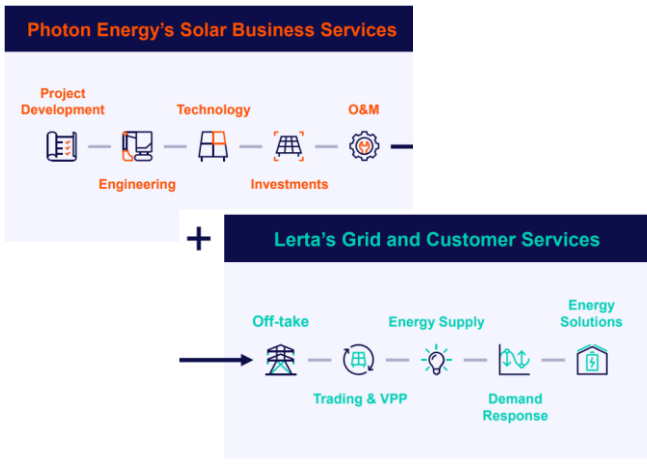 Photon Energy’s Solar Business Services
Project
Development
Technology
O&M
Engineering
Investments
+
Lerta’s Grid and Customer Services
Off-take
Energy Supply
Energy
Solutions
Trading & VPP
Demand
Response